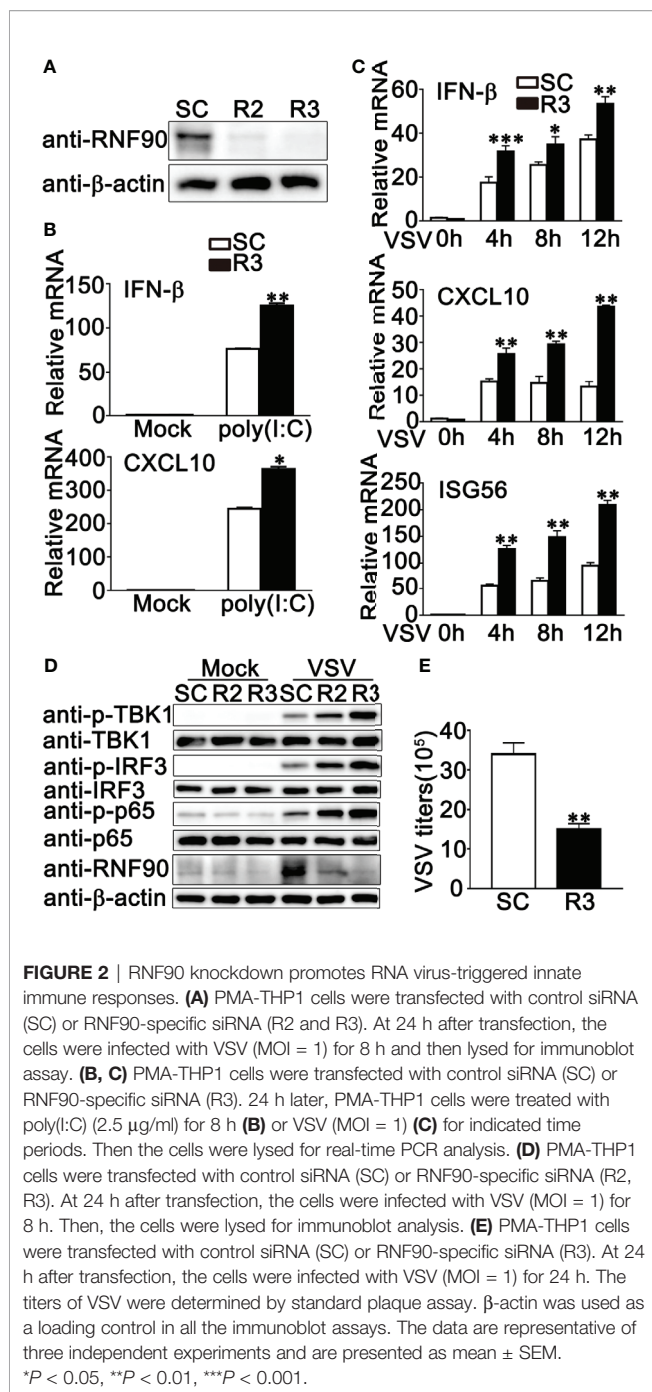 A
SC R2 R3
anti-RNF90
anti-β-actin
B
SC
R3
Relative mRNA
150
100
50
0
IFN-β
**
Mock poly(I:C)
Relative mRNA
400
300
200
100
0
CXCL10
*
Mock poly(I:C)
C
SC
R3
Relative mRNA
60
40
20
0
IFN-β
*** * **
VSV 0h 4h 8h 12h
Relative mRNA
50
40
30
20
10
0
CXCL10
** ** **
VSV 0h 4h 8h 12h
Relative mRNA
250
200
150
100
50
0
ISG56
** ** **
VSV 0h 4h 8h 12h
D
Mock VSV
SC R2 R3 SC R2 R3
anti-p-TBK1
anti-TBK1
anti-p-IRF3
anti-IRF3
anti-p-p65
anti-p65
anti-RNF90
anti-β-actin
E
VSV titers(10⁵)
40
30
20
10
0
**
SC R3
FIGURE 2 | RNF90 knockdown promotes RNA virus-triggered innate
immune responses. (A) PMA-THP1 cells were transfected with control siRNA
(SC) or RNF90-specific siRNA (R2 and R3). At 24 h after transfection, the
cells were infected with VSV (MOI = 1) for 8 h and then lysed for immunoblot
assay. (B, C) PMA-THP1 cells were transfected with control siRNA (SC) or
RNF90-specific siRNA (R3). 24 h later, PMA-THP1 cells were treated with
poly(I:C) (2.5 μg/ml) for 8 h (B) or VSV (MOI = 1) (C) for indicated time
periods. Then the cells were lysed for real-time PCR analysis. (D) PMA-THP1
cells were transfected with control siRNA (SC) or RNF90-specific siRNA (R2,
R3). At 24 h after transfection, the cells were infected with VSV (MOI = 1) for
8 h. Then, the cells were lysed for immunoblot analysis. (E) PMA-THP1 cells
were transfected with control siRNA (SC) or RNF90-specific siRNA (R3). At 24
h after transfection, the cells were infected with VSV (MOI = 1) for 24 h. The
titers of VSV were determined by standard plaque assay. β-actin was used as
a loading control in all the immunoblot assays. The data are representative of
three independent experiments and are presented as mean ± SEM.
*P < 0.05, **P < 0.01, ***P < 0.001.